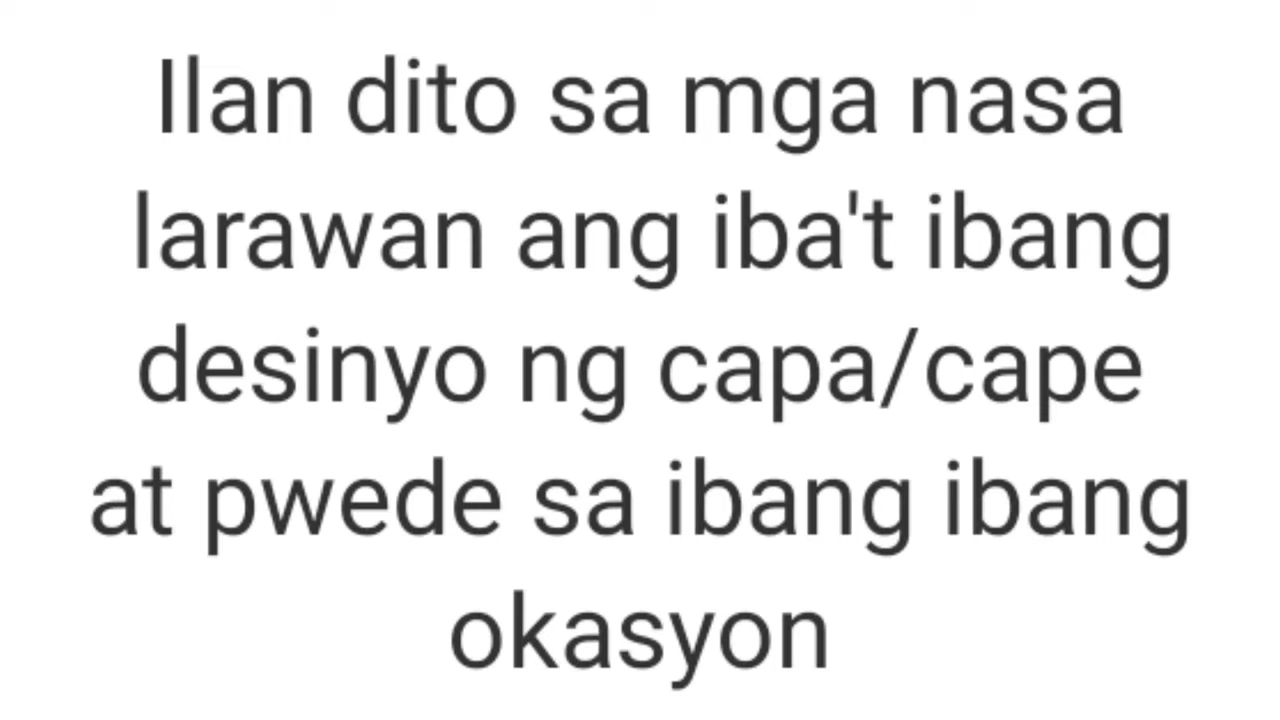 Ilan dito sa mga nasa
larawan ang iba't ibang
desinyo ng capa/cape
at pwede sa ibang ibang
okasyon